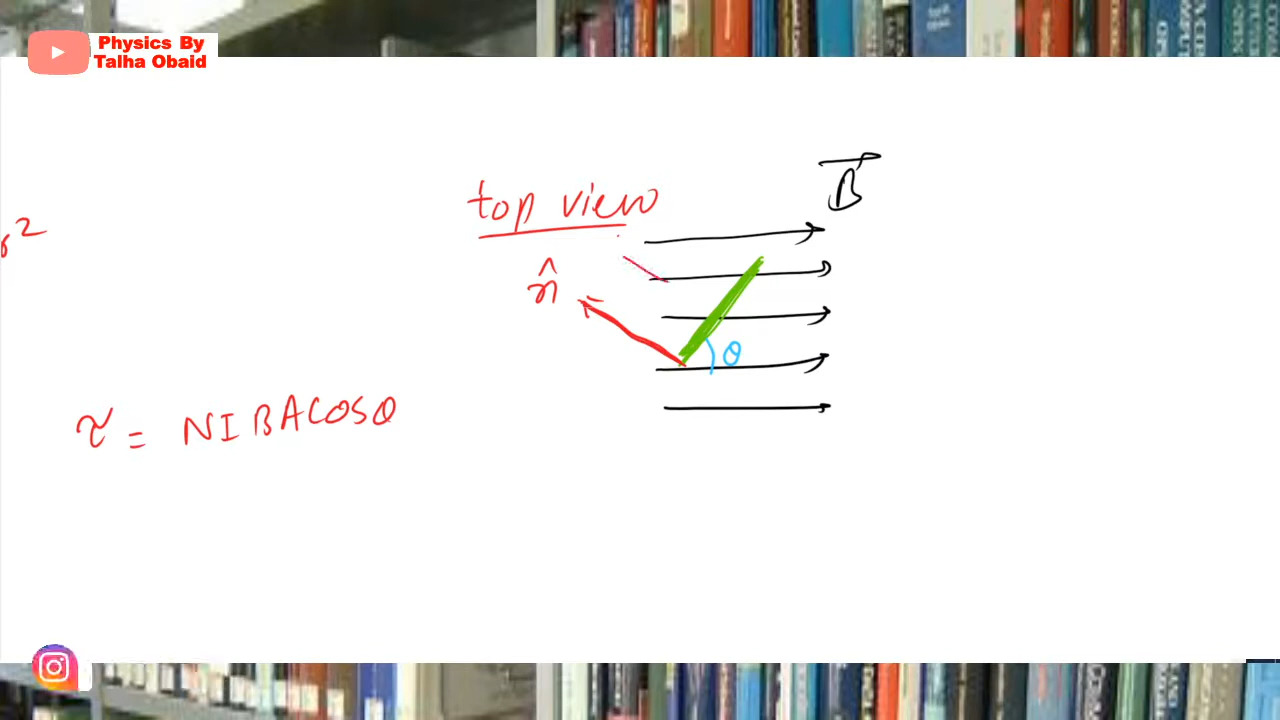 Physics By
Talha Obaid
B
top view
n̂
θ
τ = NIBACOSθ